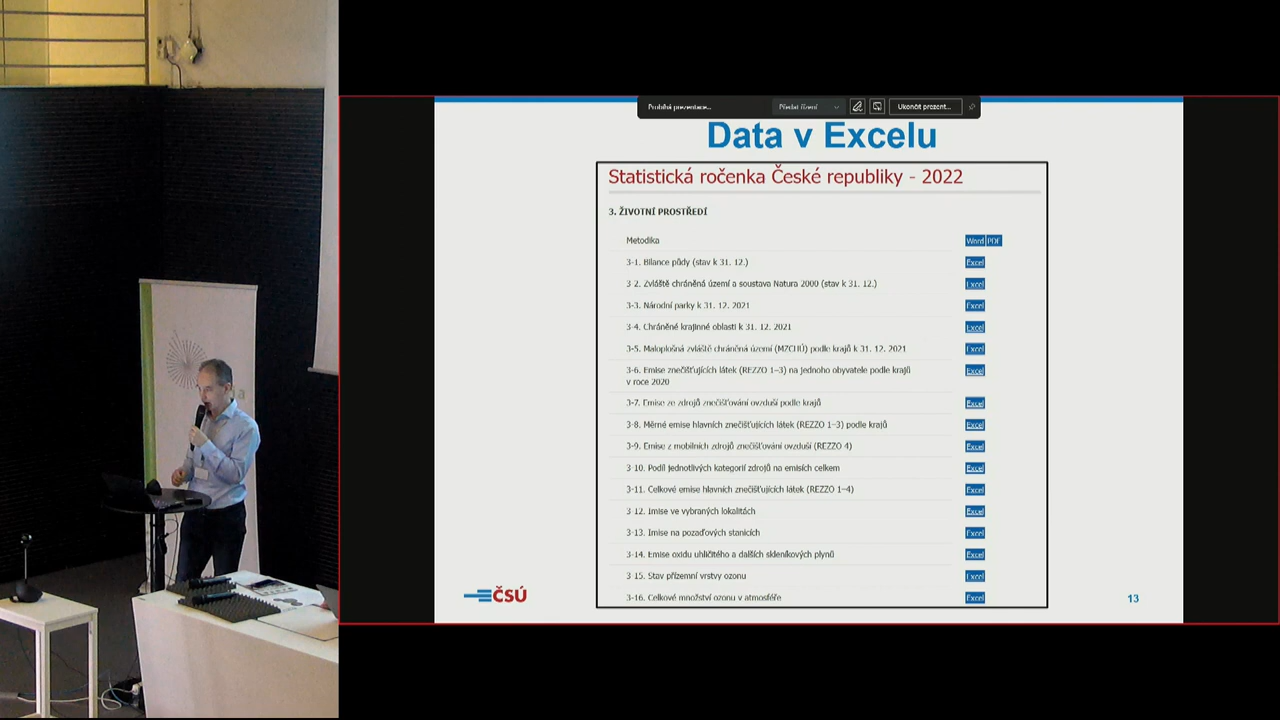 Probíhá prezentace...
Předat řízení
Ukončit prezent...
Data v Excelu
Statistická ročenka České republiky - 2022
3. ŽIVOTNÍ PROSTŘEDÍ
Metodika Word PDF
3-1. Bilance půdy (stav k 31. 12.) Excel
3-2. Zvláště chráněná území a soustava Natura 2000 (stav k 31. 12.) Excel
3-3. Národní parky k 31. 12. 2021 Excel
3-4. Chráněné krajinné oblasti k 31. 12. 2021 Excel
3-5. Maloplošná zvláště chráněná území (MZCHÚ) podle krajů k 31. 12. 2021 Excel
3-6. Emise znečišťujících látek (REZZO 1–3) na jednoho obyvatele podle krajů Excel
v roce 2020
3-7. Emise ze zdrojů znečišťování ovzduší podle krajů Excel
3-8. Měrné emise hlavních znečišťujících látek (REZZO 1–3) podle krajů Excel
3-9. Emise z mobilních zdrojů znečišťování ovzduší (REZZO 4) Excel
3-10. Podíl jednotlivých kategorií zdrojů na emisích celkem Excel
3-11. Celkové emise hlavních znečišťujících látek (REZZO 1–4) Excel
3-12. Imise ve vybraných lokalitách Excel
3-13. Imise na pozaďových stanicích Excel
3-14. Emise oxidu uhličitého a dalších skleníkových plynů Excel
3-15. Stav přízemní vrstvy ozonu Excel
3-16. Celkové množství ozonu v atmosféře Excel
ČSÚ
13